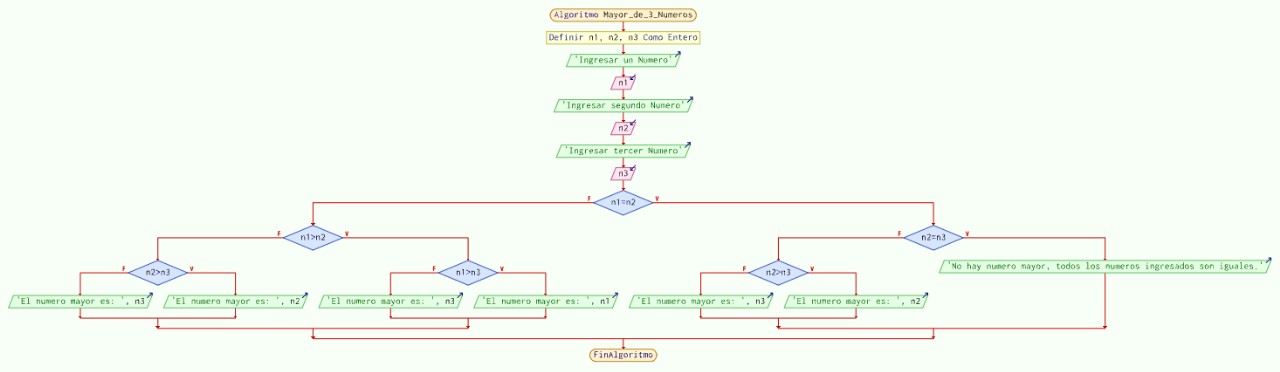 Algoritmo Mayor_de_3_Numeros
Definir n1, n2, n3 Como Entero
'Ingresar un Numero'
n1
'Ingresar segundo Numero'
n2
'Ingresar tercer Numero'
n3
F n1=n2 V
F n1>n2 V
F n2=n3 V
F n2>n3 V
F n1>n3 V
F n2>n3 V
'No hay numero mayor, todos los numeros ingresados son iguales.'
'El numero mayor es: ', n3
'El numero mayor es: ', n2
'El numero mayor es: ', n3
'El numero mayor es: ', n1
'El numero mayor es: ', n3
'El numero mayor es: ', n2
FinAlgoritmo